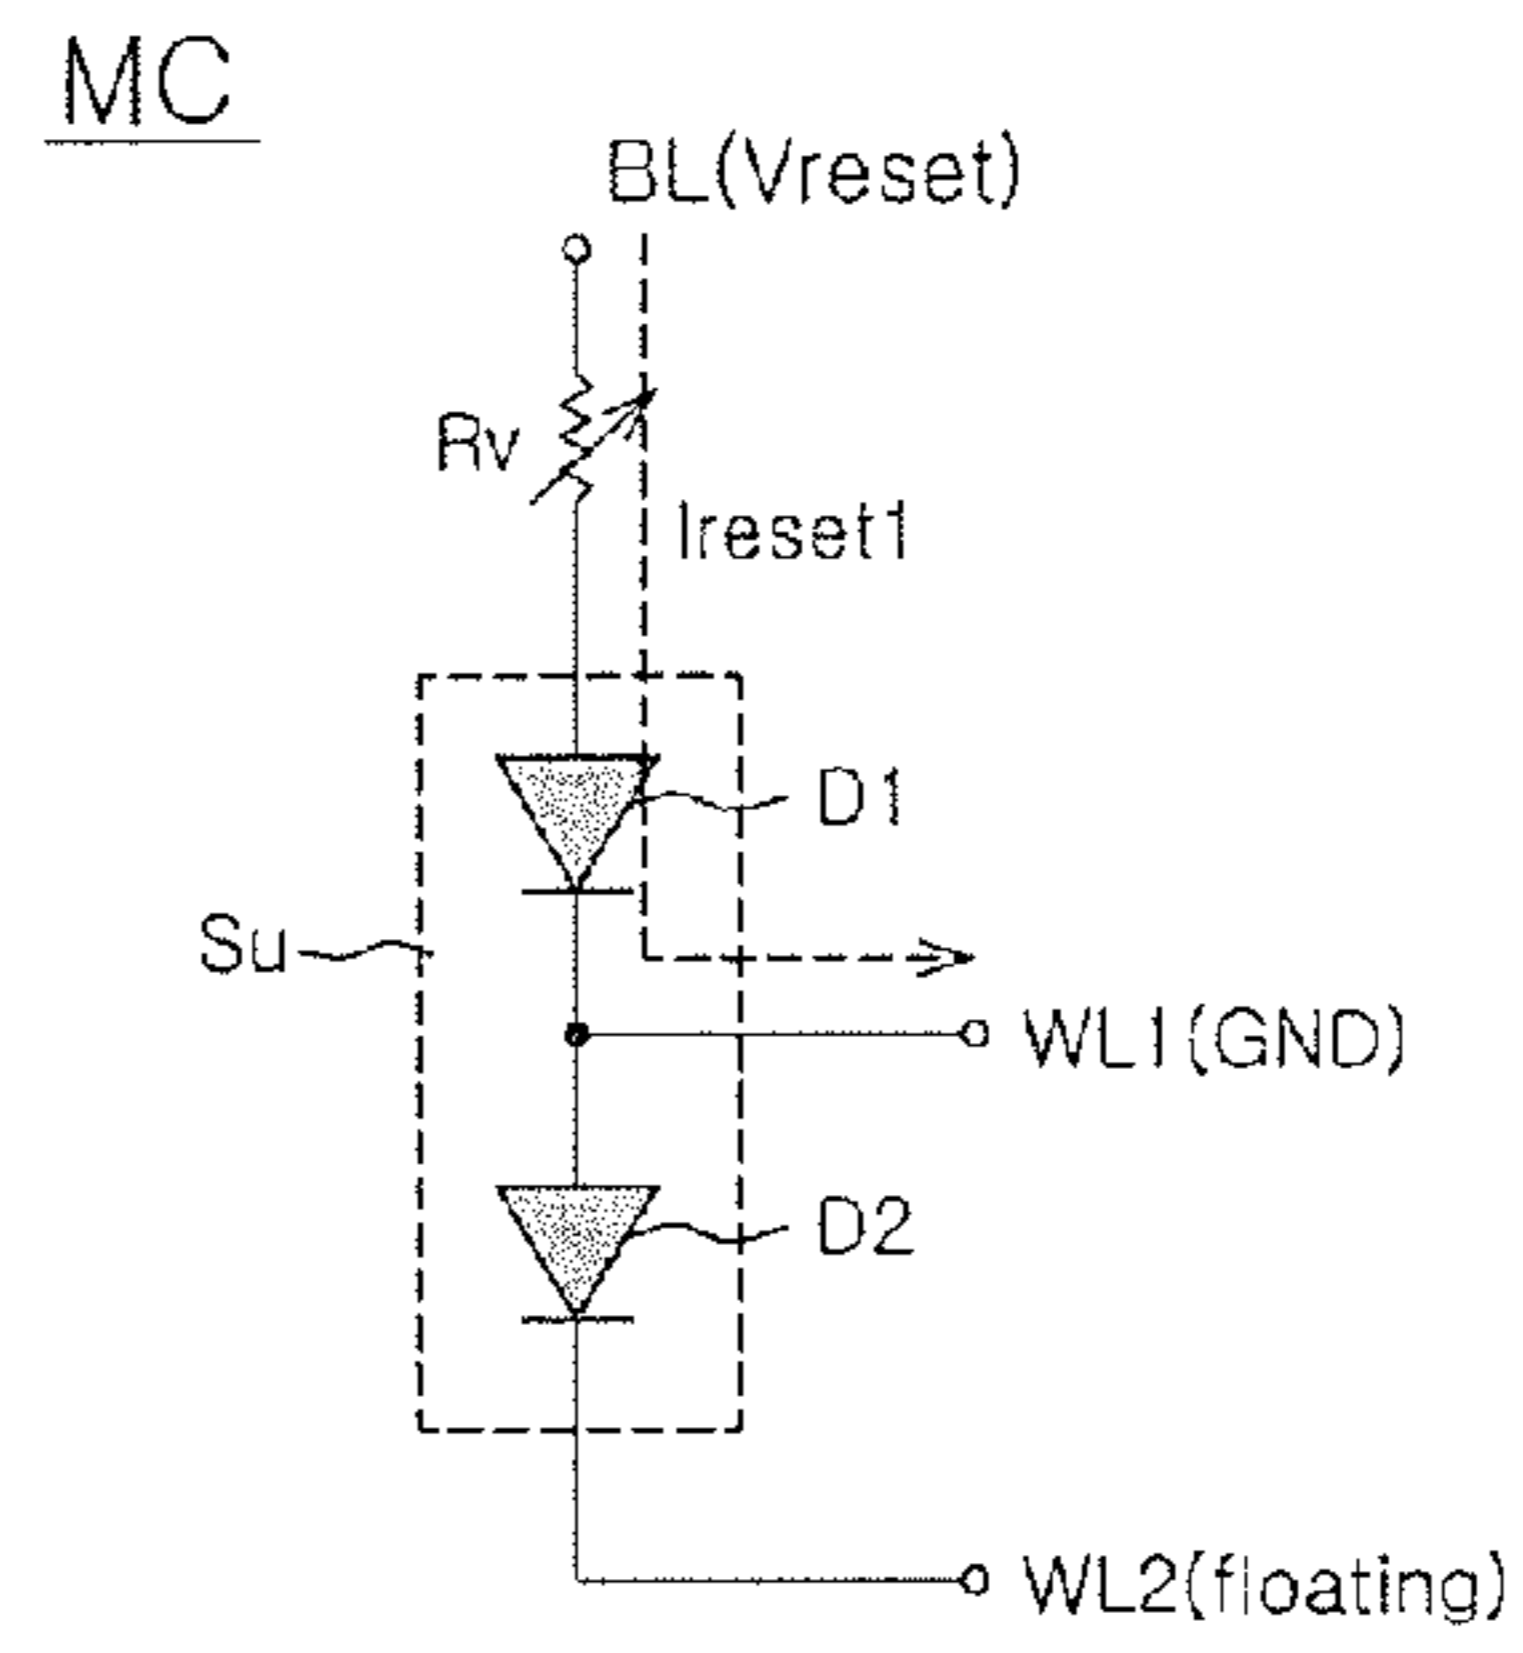 MC
BL(Vreset)
Rv
Ireset1
D1
Su
WL1(GND)
D2
WL2(floating)